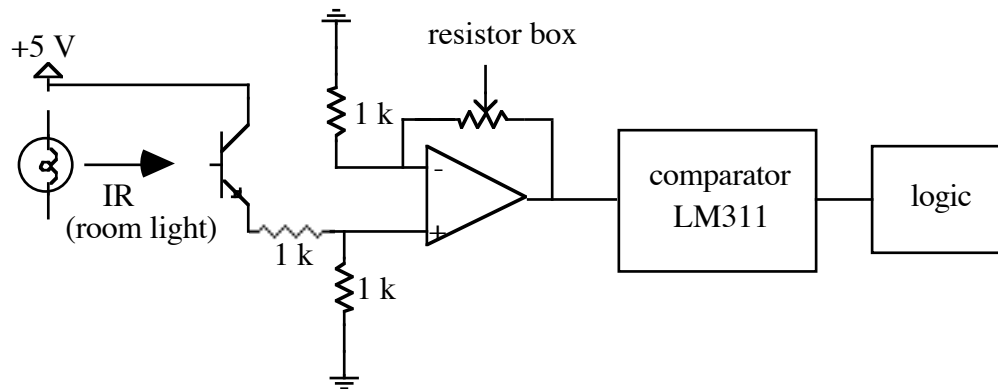 resistor box
+5 V
1 k
IR
(room light)
-
+
1 k
1 k
comparator
LM311
logic